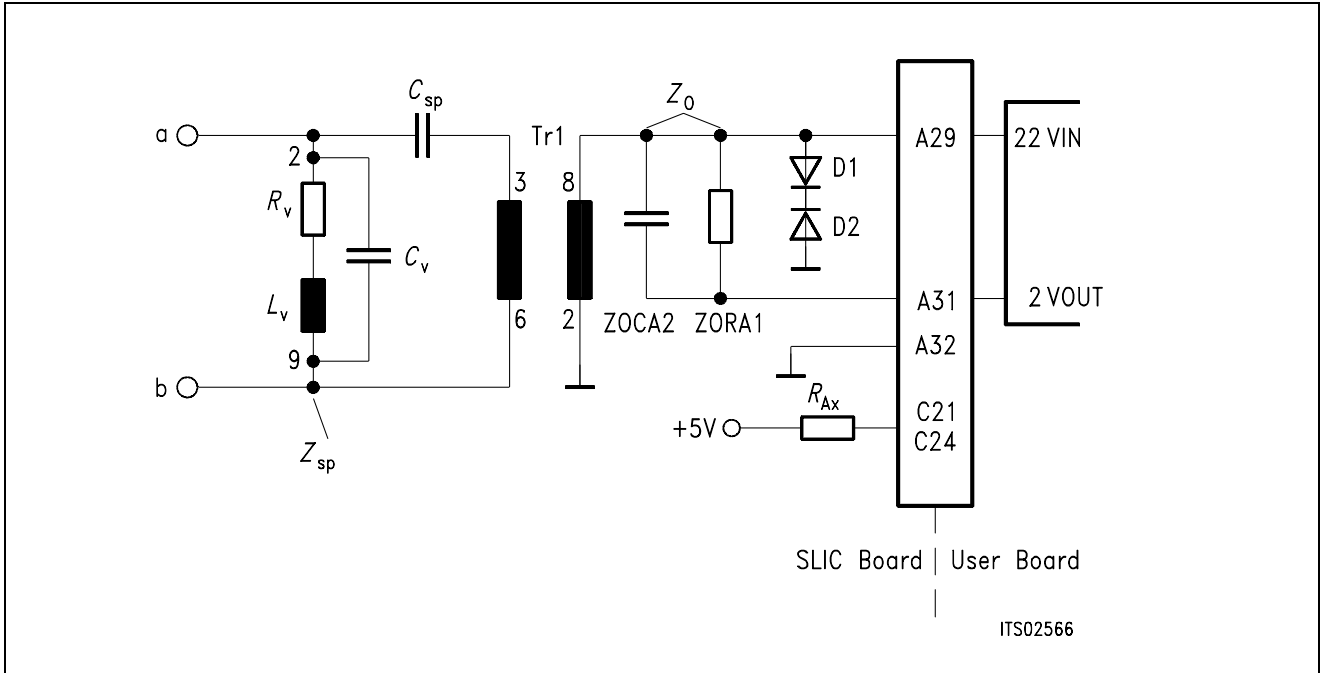 C sp
Z 0
a
Tr1
A29
22 VIN
2
D1
R v
3
8
D2
C v
L v
6
2
ZOCA2
ZORA1
A31
2 VOUT
9
A32
b
R Ax
C21
+5V
C24
Z sp
SLIC Board
User Board
ITS02566